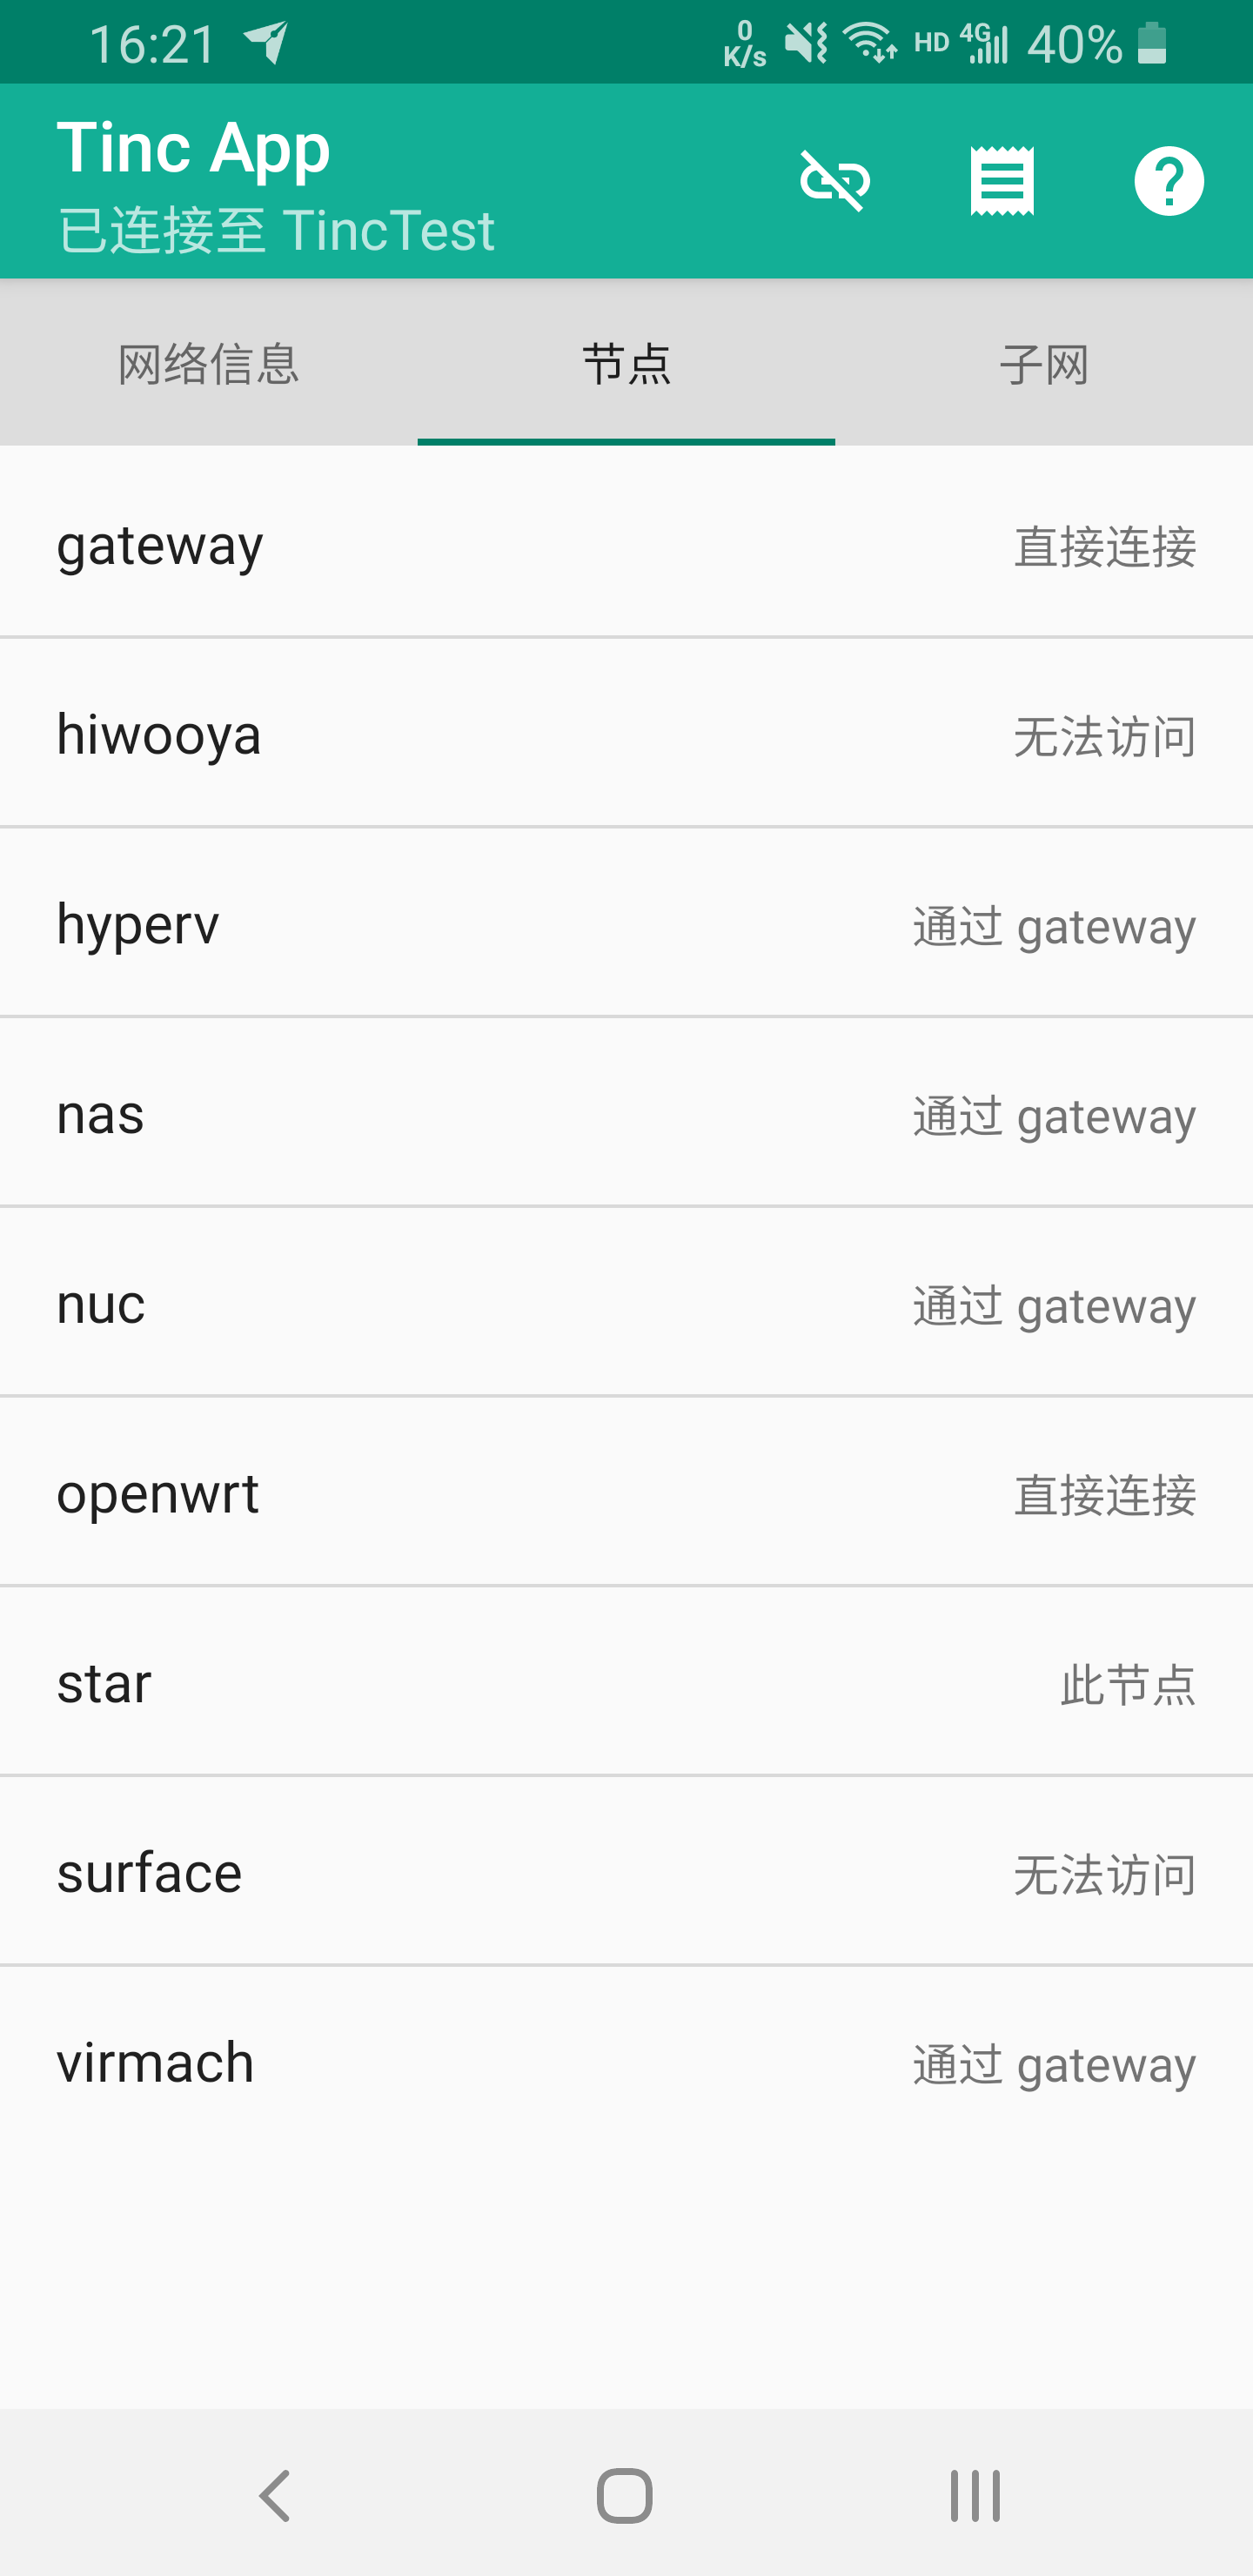 16:21 0 K/s HD 4G 40%
Tinc App
已连接至 TincTest
网络信息 节点 子网
gateway 直接连接
hiwooya 无法访问
hyperv 通过 gateway
nas 通过 gateway
nuc 通过 gateway
openwrt 直接连接
star 此节点
surface 无法访问
virmach 通过 gateway